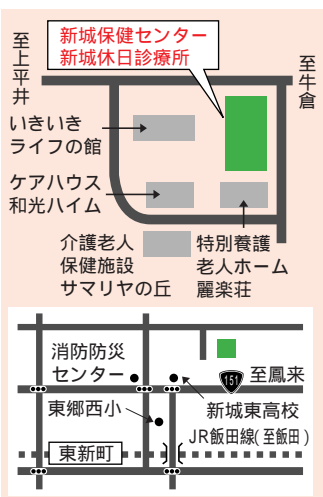 新城保健センター
新城休日診療所
至上平井
至牛倉
いきいき
ライフの館
ケアハウス
和光ハイム
介護老人
保健施設
サマリヤの丘
特別養護
老人ホーム
麗楽荘
消防防災
センター
151
至鳳来
東郷西小
新城東高校
JR飯田線(至飯田)
東新町